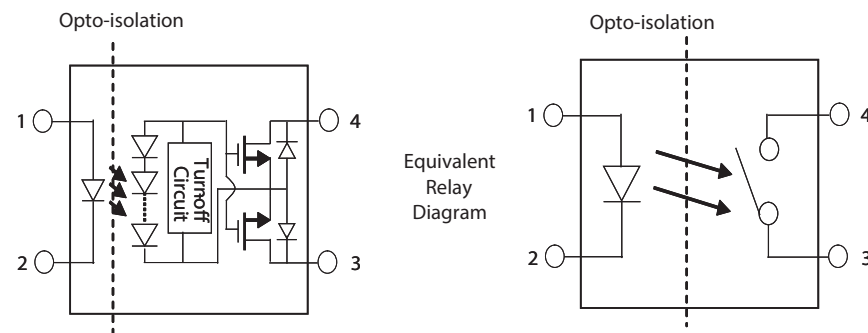 Opto-isolation
1
2
4
3
Turnoff
Circuit
Equivalent
Relay
Diagram
Opto-isolation
1
2
4
3